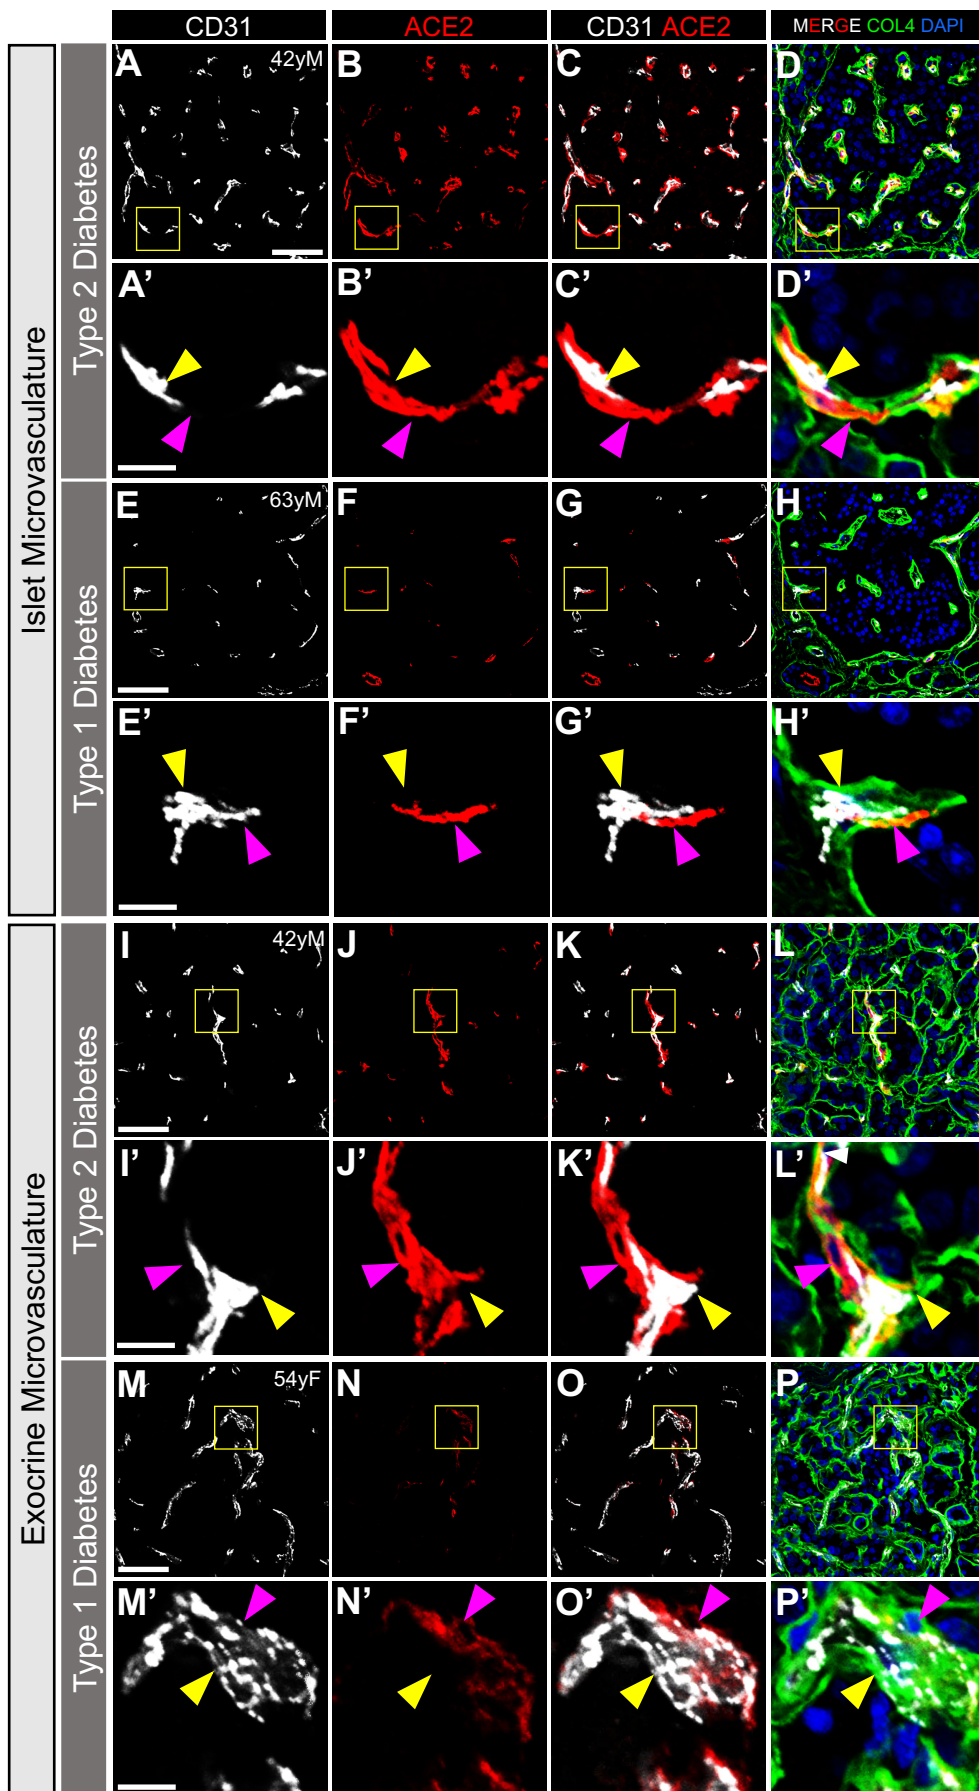 CD31 ACE2 CD31 ACE2 MERGE COL4 DAPI
Islet Microvasculature
Type 2 Diabetes
A 42yM B C D
A' B' C' D'
Type 1 Diabetes
E 63yM F G H
E' F' G' H'
Exocrine Microvasculature
Type 2 Diabetes
I 42yM J K L
I' J' K' L'
Type 1 Diabetes
M 54yF N O P
M' N' O' P'